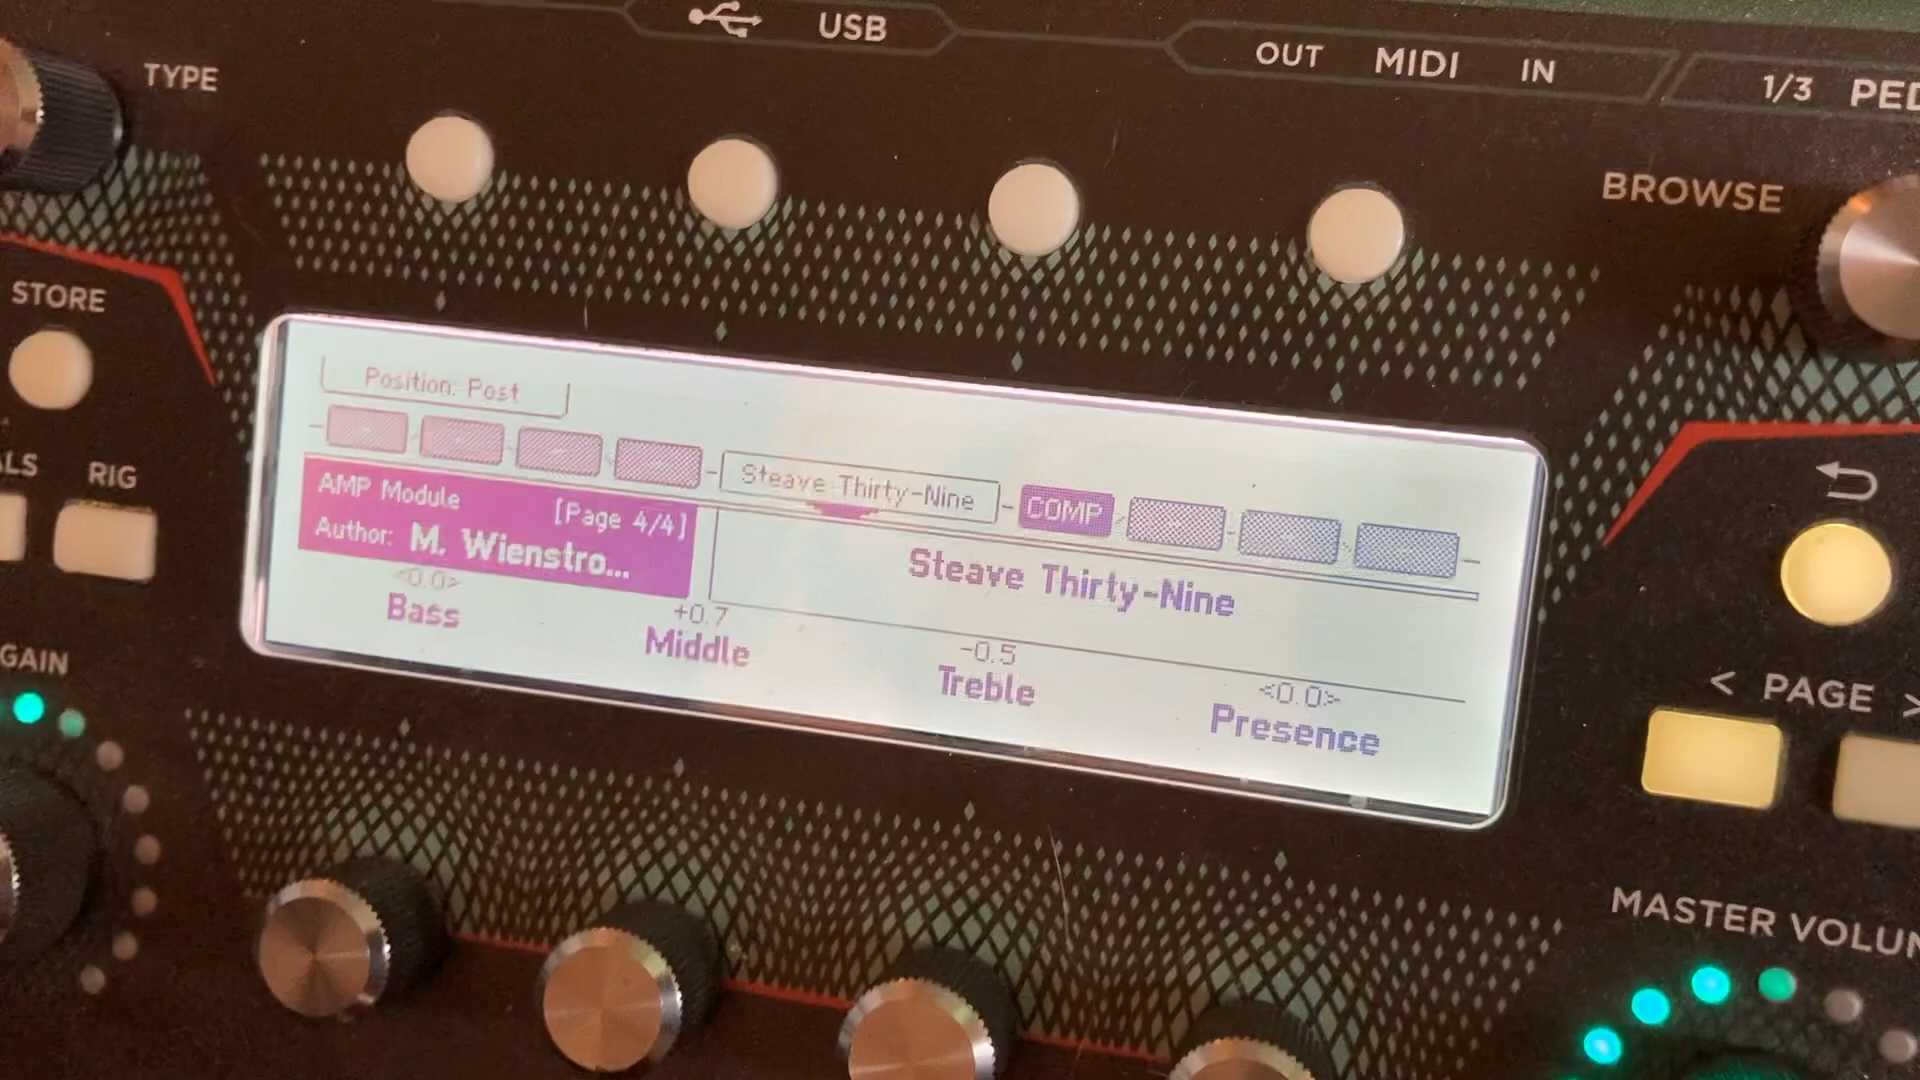 USB
OUT MIDI IN
1/3
TYPE
BROWSE
STORE
RIG
Position: Post
Steave Thirty-Nine
COMP
AMP Module
[Page 4/4]
Author: M. Wienstro...
Steave Thirty-Nine
<0.0>
Bass
+0.7
Middle
-0.5
Treble
<0.0>
Presence
GAIN
< PAGE >
MASTER